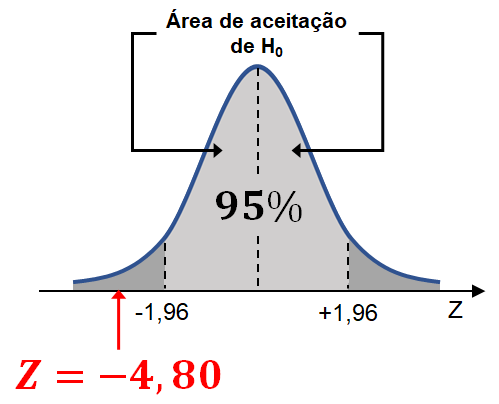 Área de aceitação
de H₀
95%
-1,96
+1,96
Z
Z = −4,80